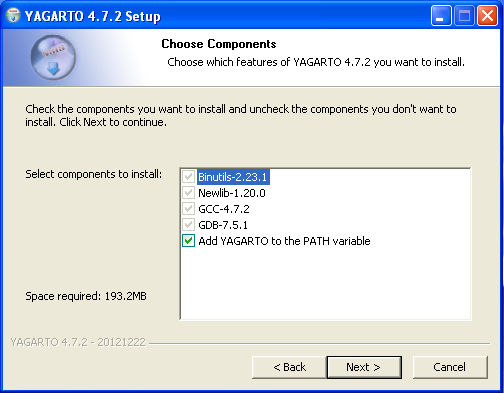 YAGARTO 4.7.2 Setup
Choose Components
Choose which features of YAGARTO 4.7.2 you want to install.
Check the components you want to install and uncheck the components you don't want to
install. Click Next to continue.
Select components to install:
Binutils-2.23.1
Newlib-1.20.0
GCC-4.7.2
GDB-7.5.1
Add YAGARTO to the PATH variable
Space required: 193.2MB
YAGARTO 4.7.2 - 20121222
< Back
Next >
Cancel